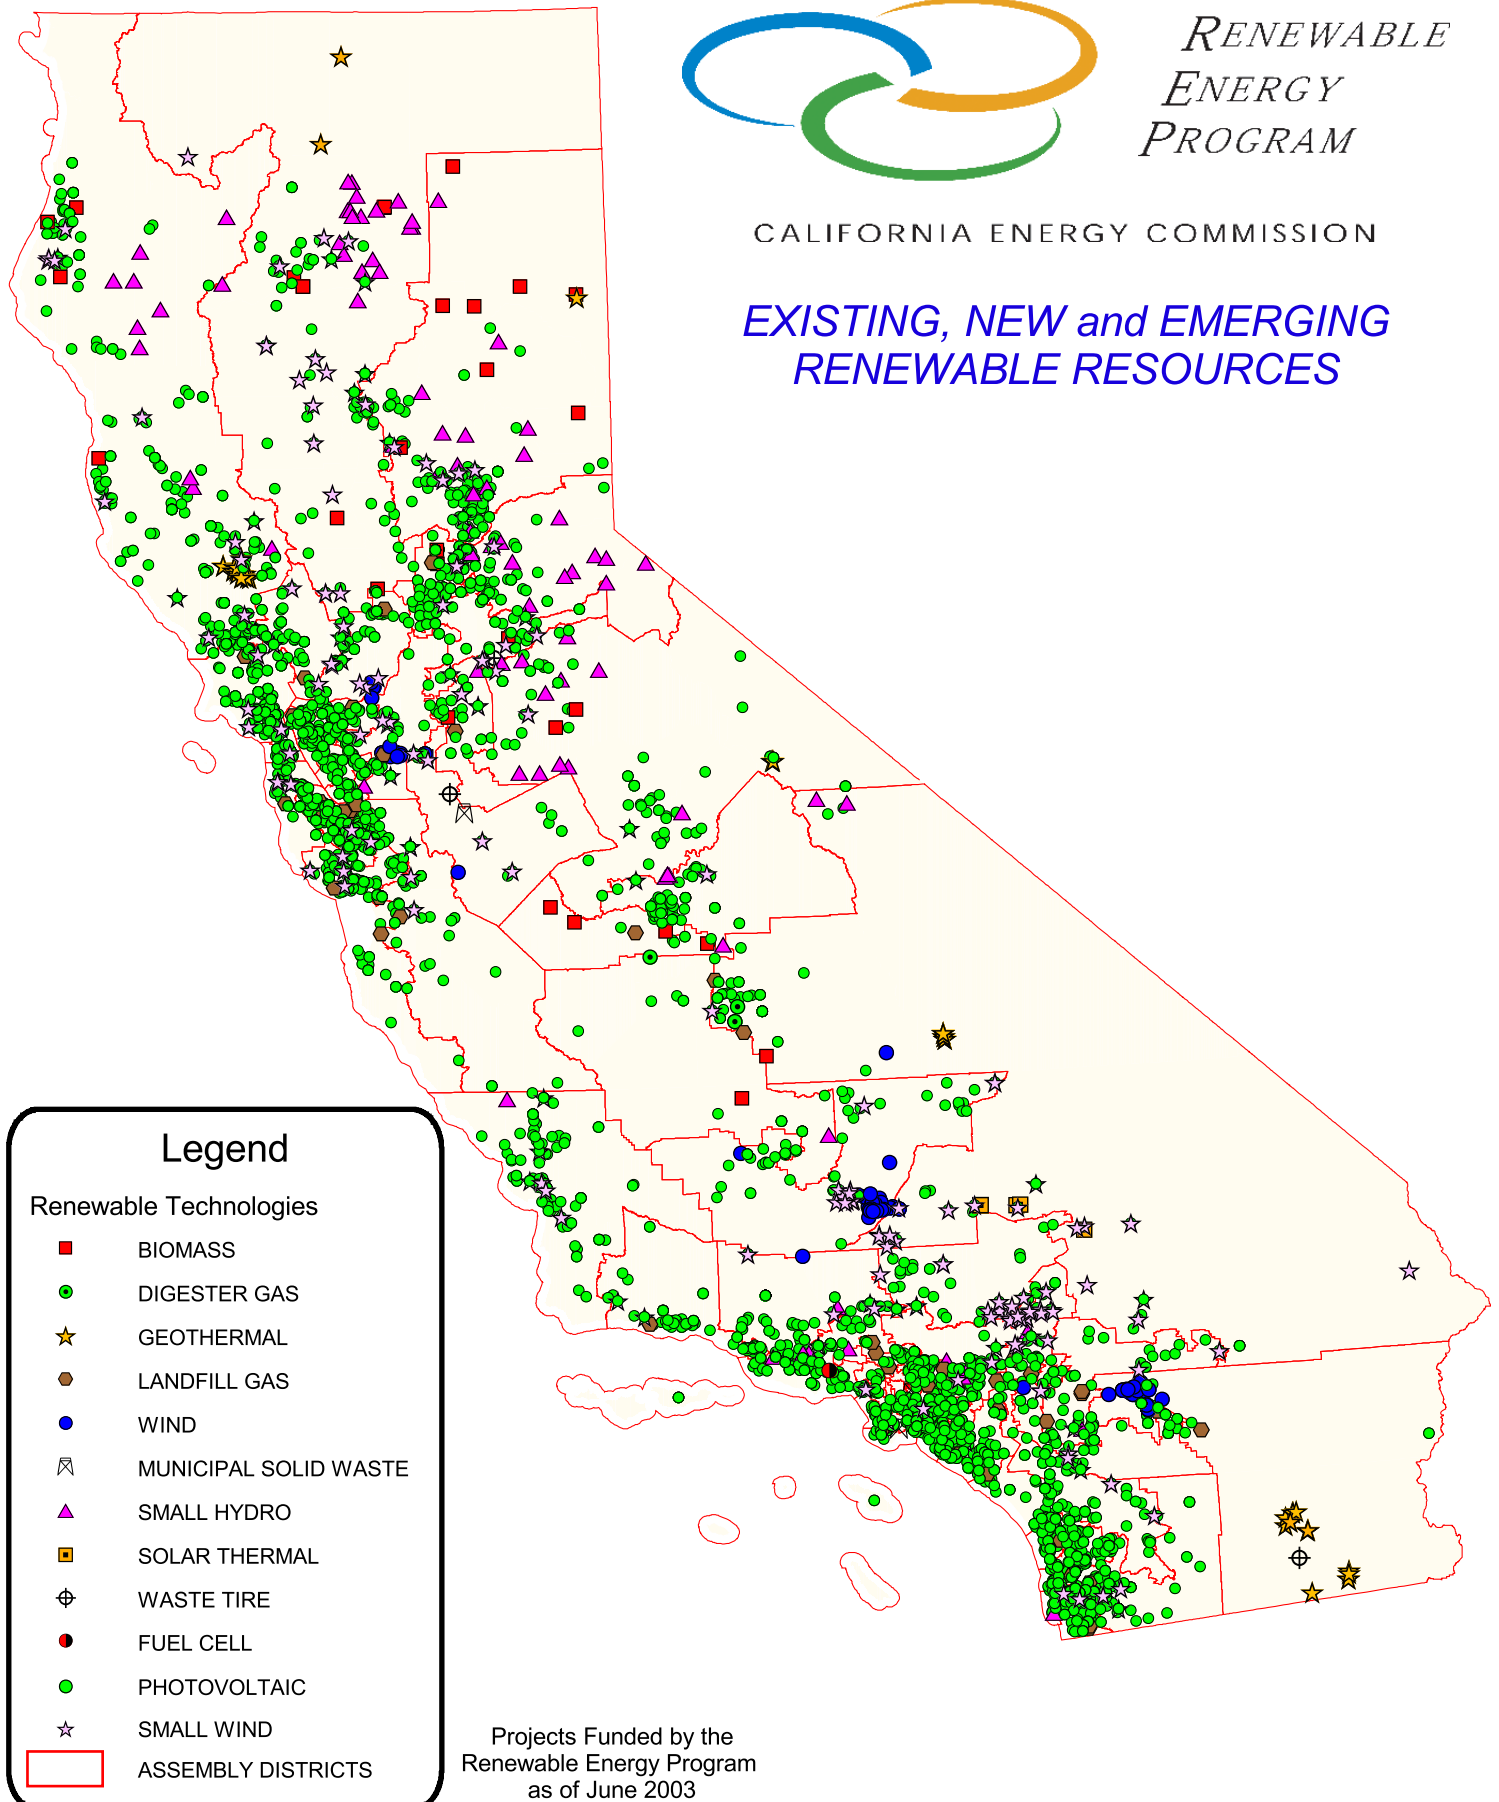 RENEWABLE
ENERGY
PROGRAM
CALIFORNIA ENERGY COMMISSION
EXISTING, NEW and EMERGING
RENEWABLE RESOURCES
Legend
Renewable Technologies
BIOMASS
DIGESTER GAS
GEOTHERMAL
LANDFILL GAS
WIND
MUNICIPAL SOLID WASTE
SMALL HYDRO
SOLAR THERMAL
WASTE TIRE
FUEL CELL
PHOTOVOLTAIC
SMALL WIND
ASSEMBLY DISTRICTS
Projects Funded by the
Renewable Energy Program
as of June 2003